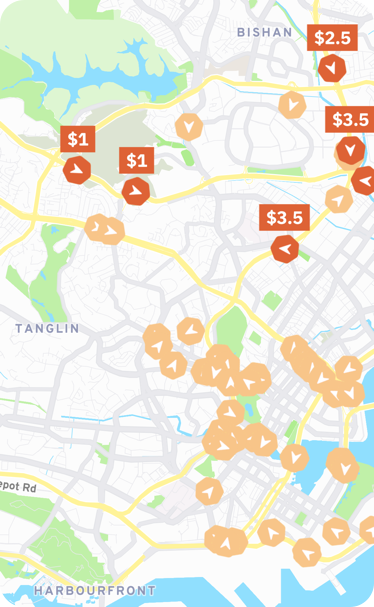 BISHAN
$2.5
$3.5
$1
$1
$3.5
TANGLIN
epot Rd
HARBOURFRONT